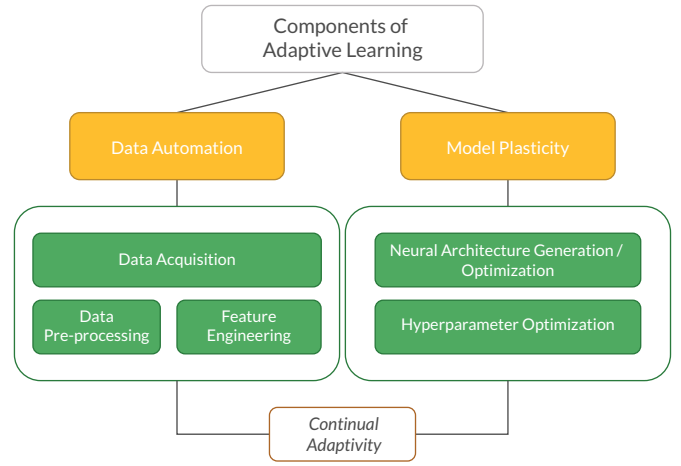 Components of
Adaptive Learning
Data Automation
Model Plasticity
Data Acquisition
Data
Pre-processing
Feature
Engineering
Neural Architecture Generation /
Optimization
Hyperparameter Optimization
Continual
Adaptivity